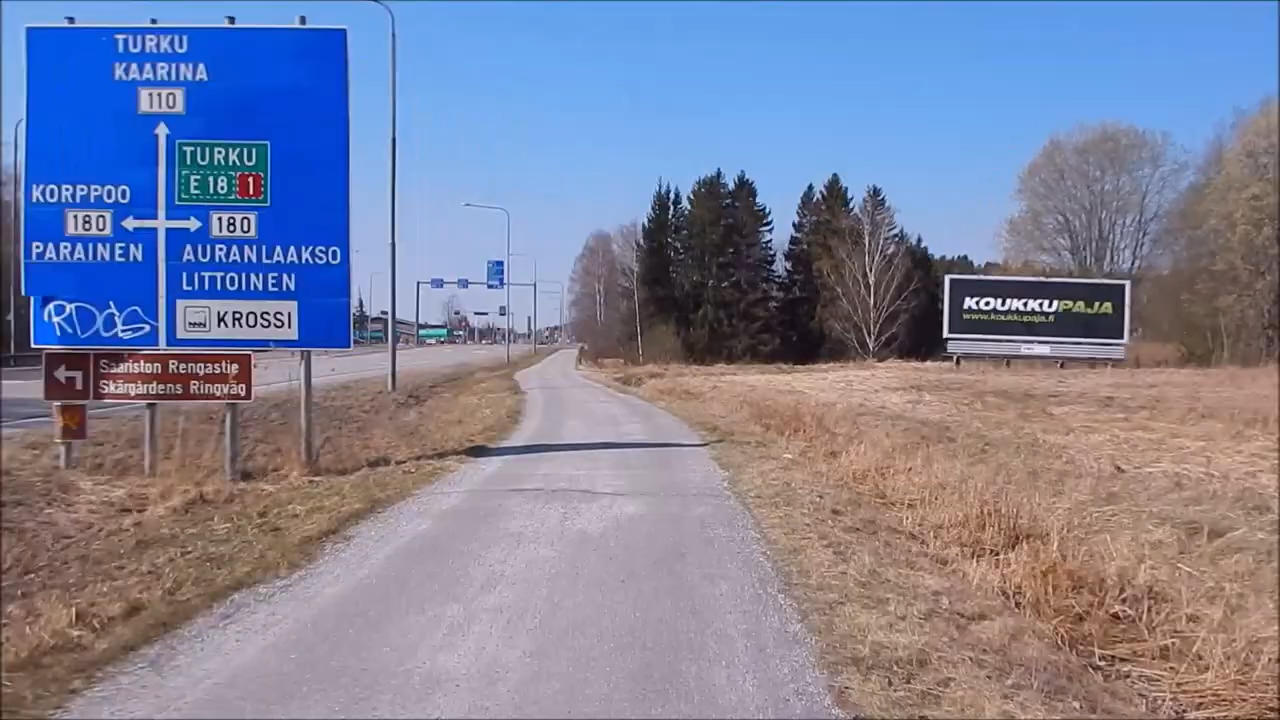 TURKU
KAARINA
110
TURKU
E 18 1
KORPPOO
180
180
PARAINEN
AURANLAAKSO
LITTOINEN
KROSSI
Saariston Rengastie
Skärgårdens Ringväg
KOUKKUPAJA
www.koukkupaja.fi